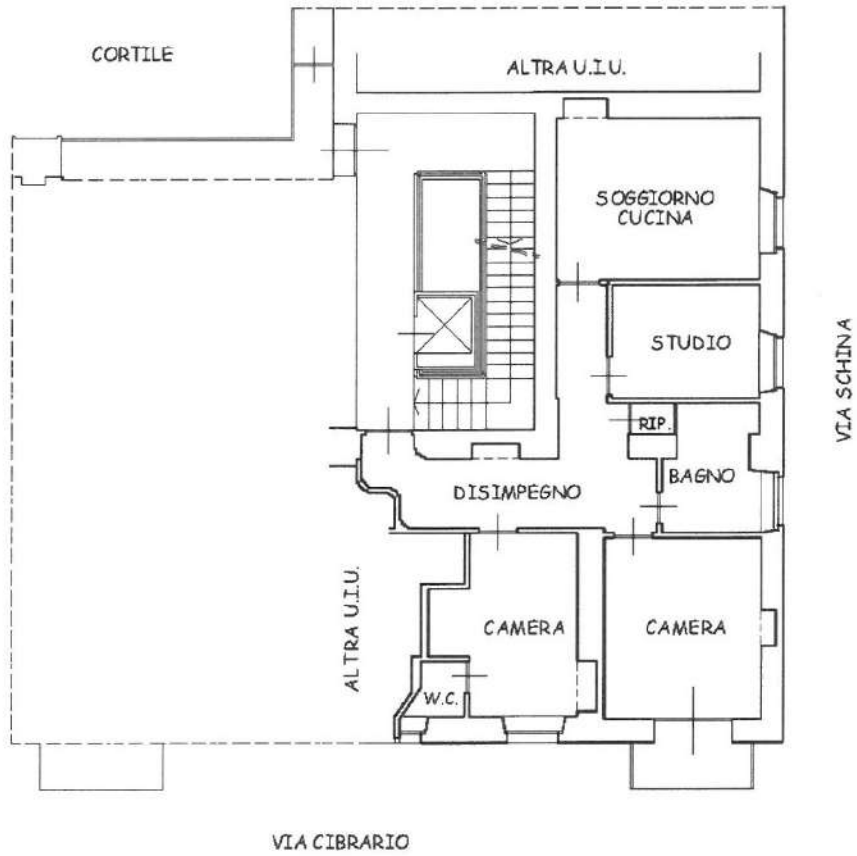 CORTILE
ALTRA U.I.U.
SOGGIORNO
CUCINA
STUDIO
VIA SCHINA
RIP.
BAGNO
DISIMPEGNO
ALTRA U.I.U.
CAMERA
CAMERA
W.C.
VIA CIBRARIO